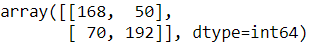 array([[168,  50],
       [ 70, 192]], dtype=int64)